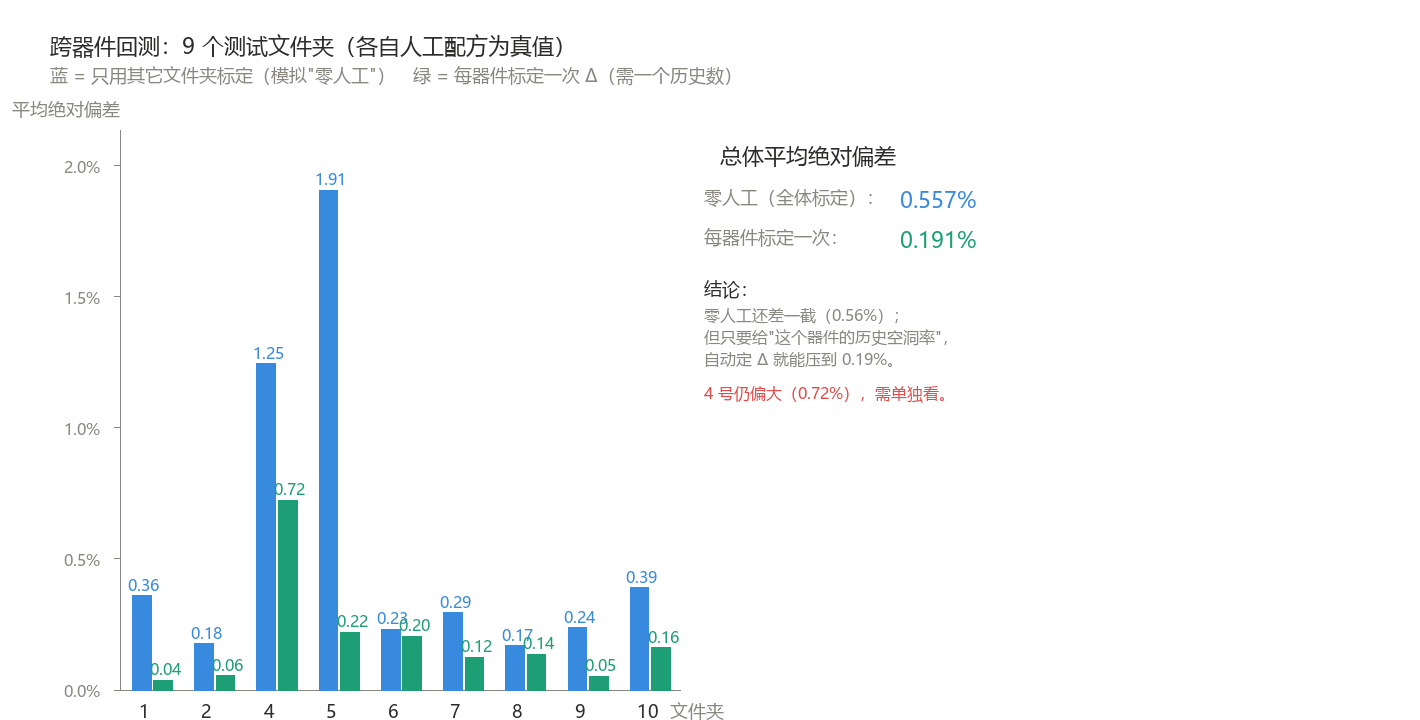 跨器件回测：9 个测试文件夹（各自人工配方为真值）
蓝 = 只用其它文件夹标定（模拟"零人工"） 绿 = 每器件标定一次 Δ（需一个历史数）
平均绝对偏差
2.0%
1.5%
1.0%
0.5%
0.0%
0.36
0.04
0.18
0.06
1.25
0.72
1.91
0.22
0.23
0.20
0.29
0.12
0.17
0.14
0.24
0.05
0.39
0.16
1 2 4 5 6 7 8 9 10 文件夹
总体平均绝对偏差
零人工（全体标定）： 0.557%
每器件标定一次： 0.191%
结论：
零人工还差一截（0.56%）；
但只要给"这个器件的历史空洞率"，
自动定 Δ 就能压到 0.19%。
4 号仍偏大（0.72%），需单独看。